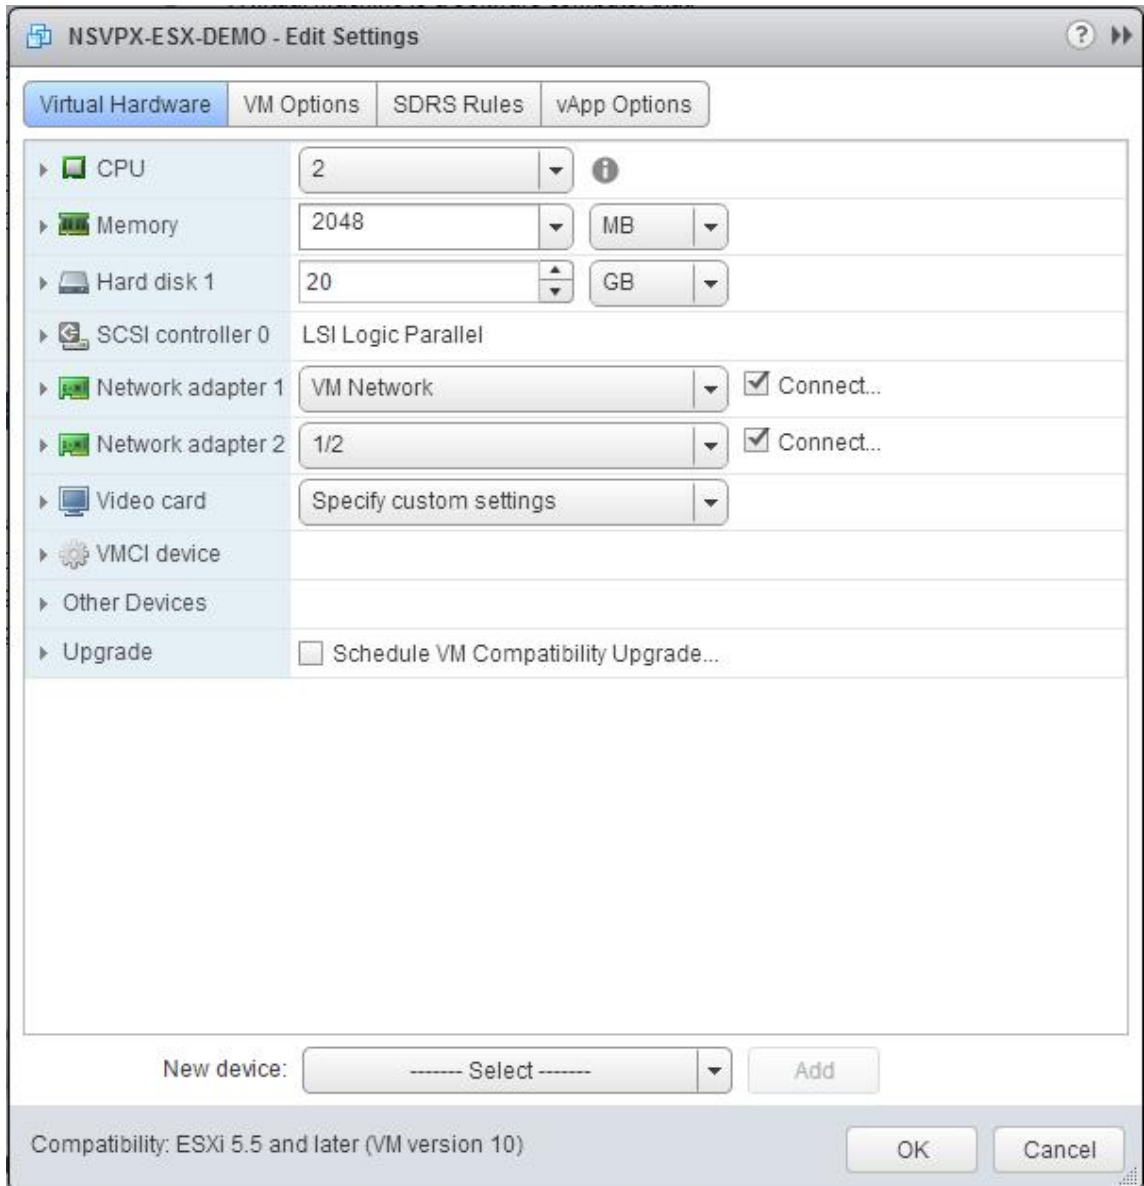 NSVPX-ESX-DEMO - Edit Settings ?
Virtual Hardware VM Options SDRS Rules vApp Options
CPU 2
Memory 2048 MB
Hard disk 1 20 GB
SCSI controller 0 LSI Logic Parallel
Network adapter 1 VM Network Connect...
Network adapter 2 1/2 Connect...
Video card Specify custom settings
VMCI device
Other Devices
Upgrade Schedule VM Compatibility Upgrade...
New device: ------- Select ------- Add
Compatibility: ESXi 5.5 and later (VM version 10) OK Cancel